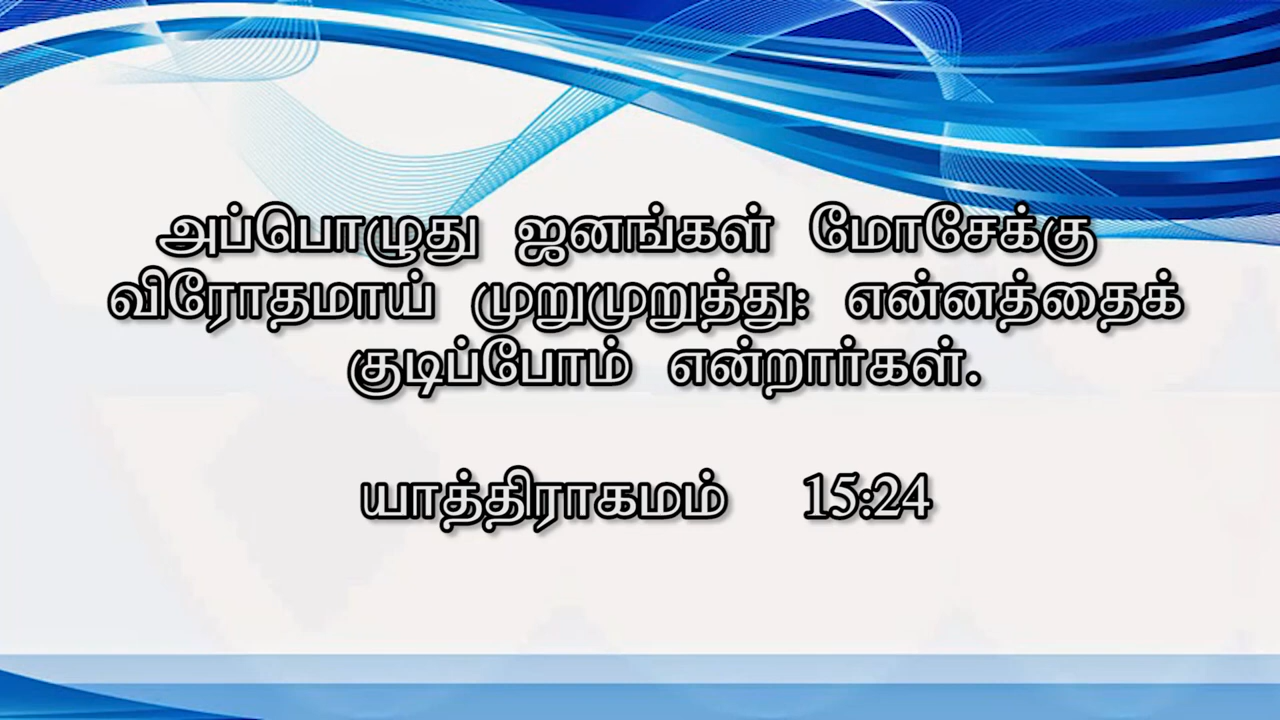 அப்பொழுது ஜனங்கள் மோசேக்கு
விரோதமாய் முறுமுறுத்து: என்னத்தைக்
குடிப்போம் என்றார்கள்.
யாத்திராகமம் 15:24